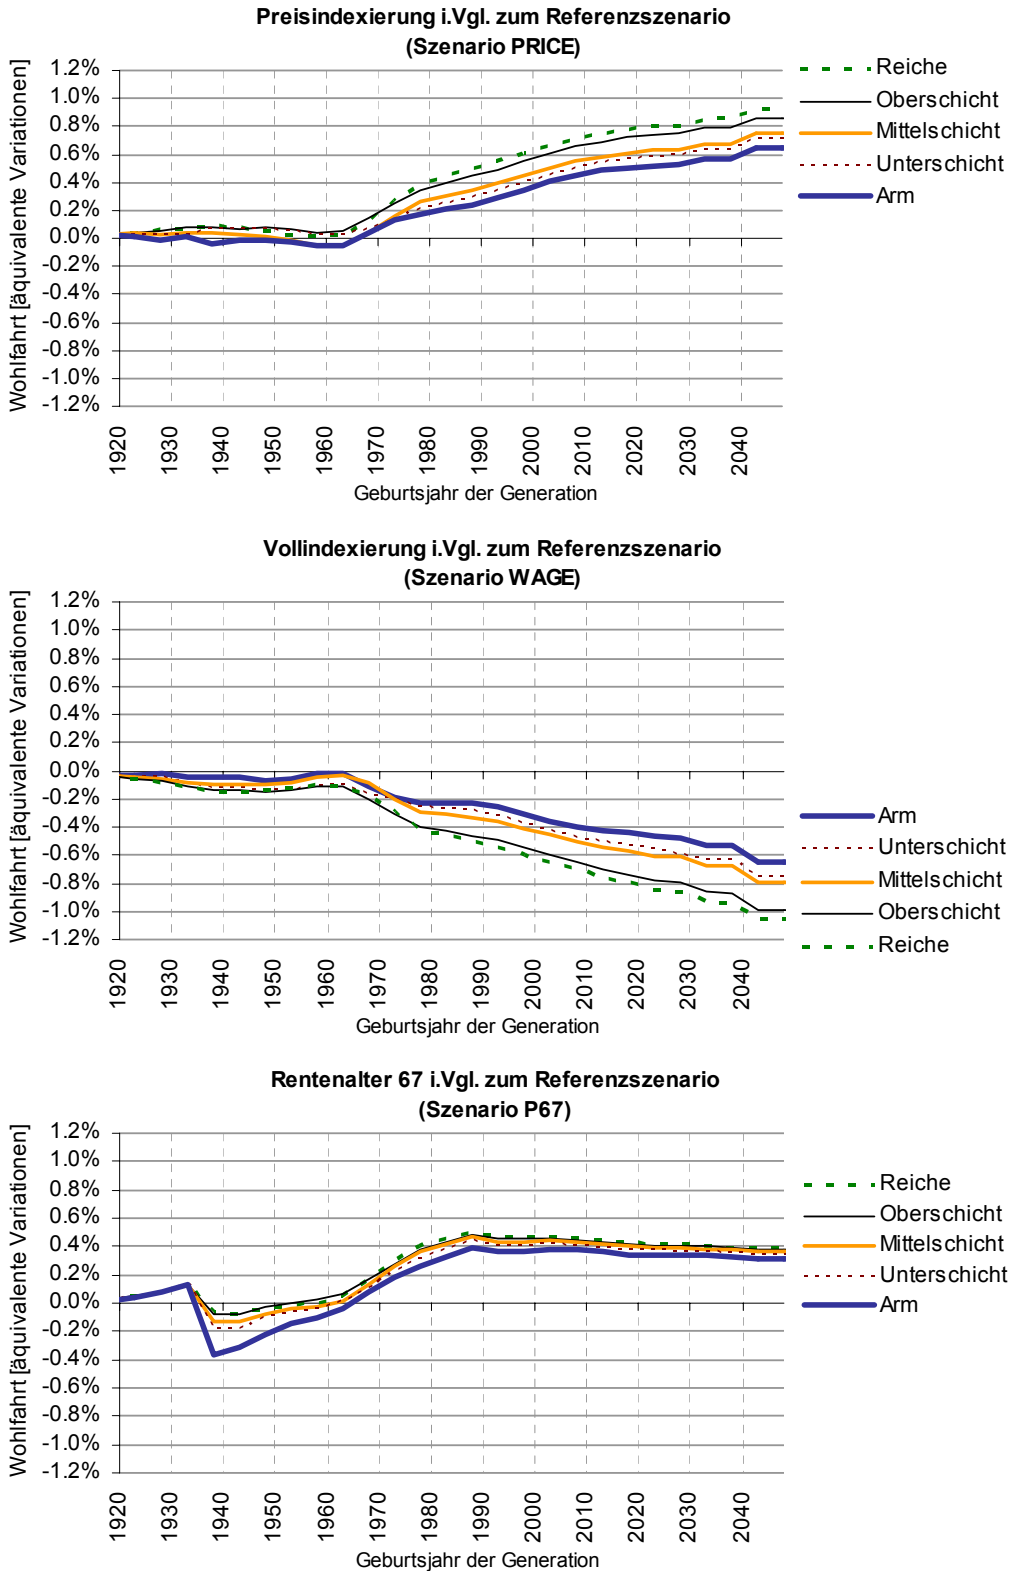 Preisindexierung i.Vgl. zum Referenzszenario
(Szenario PRICE)
Wohlfahrt [äquivalente Variationen]
1.2%
1.0%
0.8%
0.6%
0.4%
0.2%
0.0%
-0.2%
-0.4%
-0.6%
-0.8%
-1.0%
-1.2%
1920
1930
1940
1950
1960
1970
1980
1990
2000
2010
2020
2030
2040
Geburtsjahr der Generation
Reiche
Oberschicht
Mittelschicht
Unterschicht
Arm
Vollindexierung i.Vgl. zum Referenzszenario
(Szenario WAGE)
Wohlfahrt [äquivalente Variationen]
1.2%
1.0%
0.8%
0.6%
0.4%
0.2%
0.0%
-0.2%
-0.4%
-0.6%
-0.8%
-1.0%
-1.2%
1920
1930
1940
1950
1960
1970
1980
1990
2000
2010
2020
2030
2040
Geburtsjahr der Generation
Arm
Unterschicht
Mittelschicht
Oberschicht
Reiche
Rentenalter 67 i.Vgl. zum Referenzszenario
(Szenario P67)
Wohlfahrt [äquivalente Variationen]
1.2%
1.0%
0.8%
0.6%
0.4%
0.2%
0.0%
-0.2%
-0.4%
-0.6%
-0.8%
-1.0%
-1.2%
1920
1930
1940
1950
1960
1970
1980
1990
2000
2010
2020
2030
2040
Geburtsjahr der Generation
Reiche
Oberschicht
Mittelschicht
Unterschicht
Arm